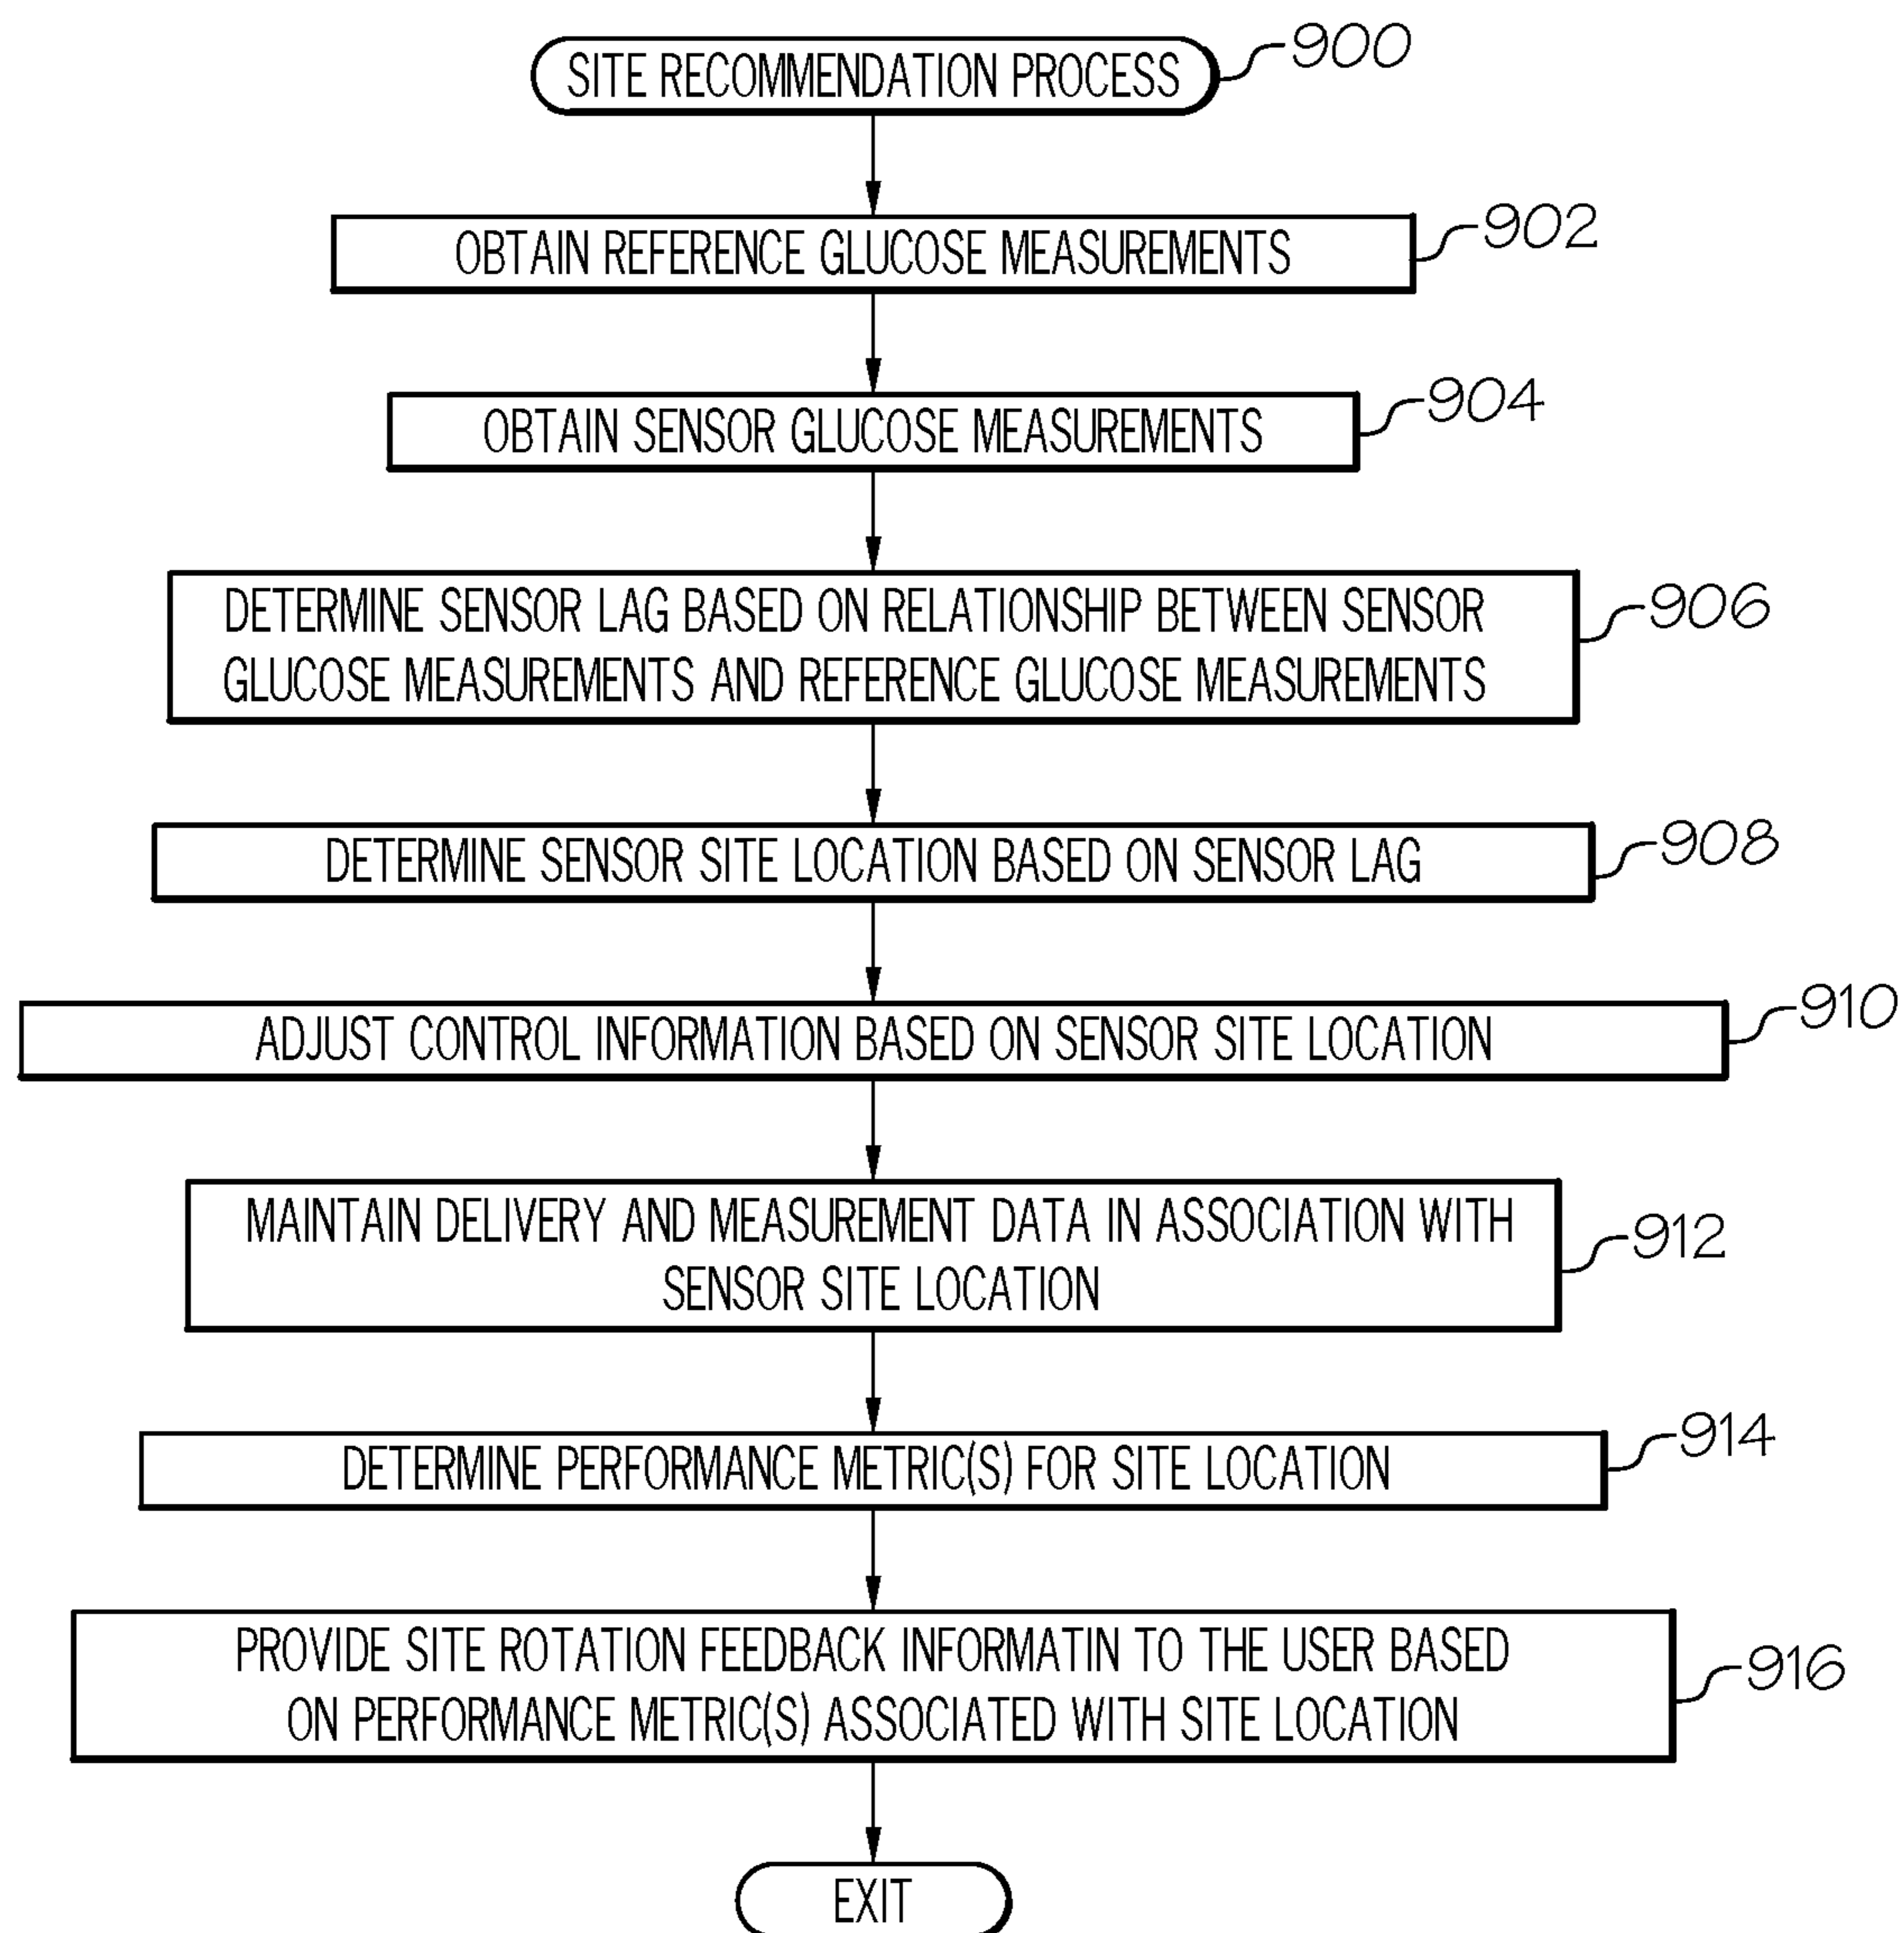 SITE RECOMMENDATION PROCESS
900
OBTAIN REFERENCE GLUCOSE MEASUREMENTS
902
OBTAIN SENSOR GLUCOSE MEASUREMENTS
904
DETERMINE SENSOR LAG BASED ON RELATIONSHIP BETWEEN SENSOR
GLUCOSE MEASUREMENTS AND REFERENCE GLUCOSE MEASUREMENTS
906
DETERMINE SENSOR SITE LOCATION BASED ON SENSOR LAG
908
ADJUST CONTROL INFORMATION BASED ON SENSOR SITE LOCATION
910
MAINTAIN DELIVERY AND MEASUREMENT DATA IN ASSOCIATION WITH
SENSOR SITE LOCATION
912
DETERMINE PERFORMANCE METRIC(S) FOR SITE LOCATION
914
PROVIDE SITE ROTATION FEEDBACK INFORMATIN TO THE USER BASED
ON PERFORMANCE METRIC(S) ASSOCIATED WITH SITE LOCATION
916
EXIT